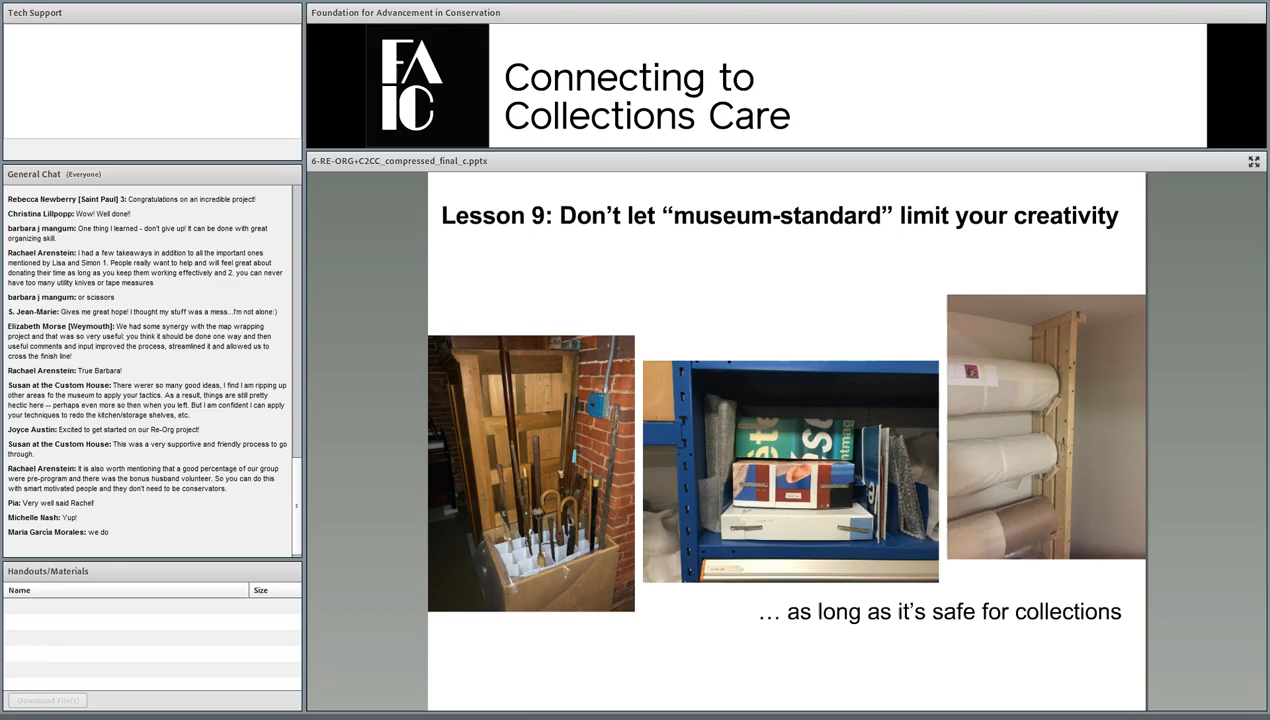 Tech Support
General Chat (Everyone)
Rebecca Newberry [Saint Paul] 3: Congratulations on an incredible project!
Christina Lillpopp: Wow! Well done!!
barbara j mangum: One thing I learned - don't give up! It can be done with great
organizing skill.
Rachael Arenstein: I had a few takeaways in addition to all the important ones
mentioned by Lisa and Simon 1. People really want to help and will feel great about
donating their time as long as you keep them working effectively and 2. you can never
have too many utility knives or tape measures
barbara j mangum: or scissors
S. Jean-Marie: Gives me great hope! I thought my stuff was a mess...I'm not alone:)
Elizabeth Morse [Weymouth]: We had some synergy with the map wrapping
project and that was so very useful: you think it should be done one way and then
useful comments and input improved the process, streamlined it and allowed us to
cross the finish line!
Rachael Arenstein: True Barbara!
Susan at the Custom House: There werer so many good ideas, I find I am ripping up
other areas fo the museum to apply your tactics. As a result, things are still pretty
hectic here -- perhaps even more so then when you left. But I am confident I can apply
your techniques to redo the kitchen/storage shelves, etc.
Joyce Austin: Excited to get started on our Re-Org project!
Susan at the Custom House: This was a very supportive and friendly process to go
through.
Rachael Arenstein: It is also worth mentioning that a good percentage of our group
were pre-program and there was the bonus husband volunteer. So you can do this
with smart motivated people and they don't need to be conservators.
Pia: Very well said Rachel!
Michelle Nash: Yup!
Maria García Morales: we do
Handouts/Materials
Name Size
Download File(s)
Foundation for Advancement in Conservation
FA
IC
Connecting to
Collections Care
6-RE-ORG+C2CC_compressed_final_c.pptx
Lesson 9: Don’t let “museum-standard” limit your creativity
… as long as it’s safe for collections